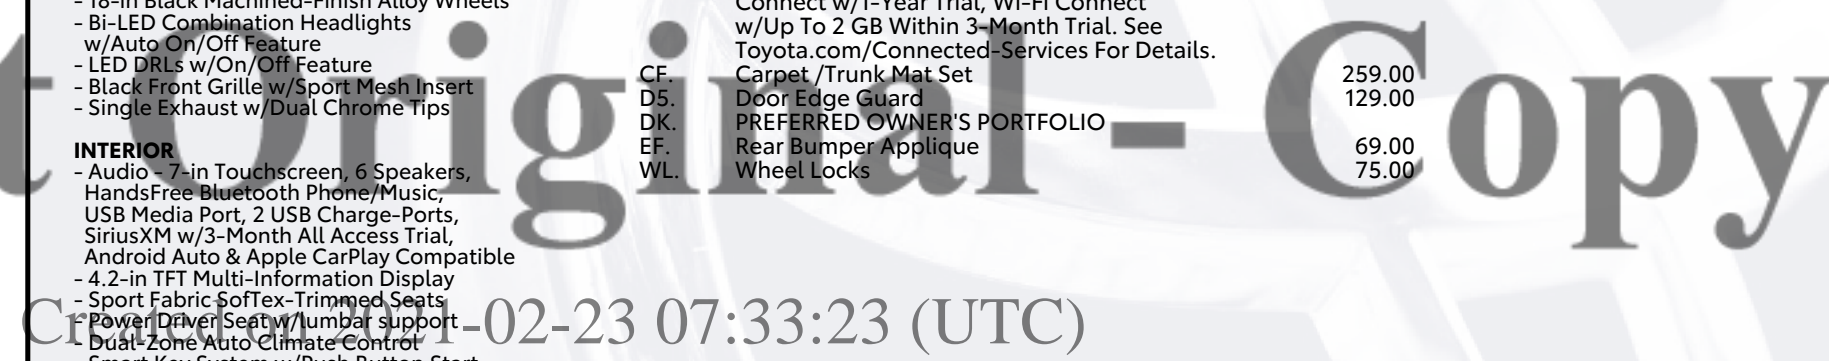 - 18-in Black Machined-Finish Alloy Wheels
- Bi-LED Combination Headlights
w/Auto On/Off Feature
- LED DRLs w/On/Off Feature
- Black Front Grille w/Sport Mesh Insert
- Single Exhaust w/Dual Chrome Tips
INTERIOR
- Audio - 7-in Touchscreen, 6 Speakers,
HandsFree Bluetooth Phone/Music,
USB Media Port, 2 USB Charge-Ports,
SiriusXM w/3-Month All Access Trial,
Android Auto & Apple CarPlay Compatible
- 4.2-in TFT Multi-Information Display
- Sport Fabric SofTex-Trimmed Seats
- Power Driver Seat w/lumbar support
- Dual-Zone Auto Climate Control
- Smart Key System w/Push Button Start
Connect w/1-Year Trial, Wi-Fi Connect
w/Up To 2 GB Within 3-Month Trial. See
Toyota.com/Connected-Services For Details.
CF. Carpet /Trunk Mat Set 259.00
D5. Door Edge Guard 129.00
DK. PREFERRED OWNER'S PORTFOLIO
EF. Rear Bumper Applique 69.00
WL. Wheel Locks 75.00
t Original - Copy
Created on 2021-02-23 07:33:23 (UTC)